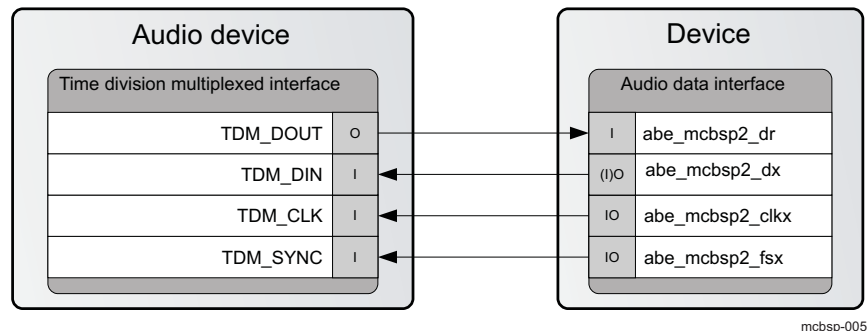 Audio device
Time division multiplexed interface
TDM_DOUT O
TDM_DIN I
TDM_CLK I
TDM_SYNC I
Device
Audio data interface
I abe_mcbsp2_dr
(I)O abe_mcbsp2_dx
IO abe_mcbsp2_clkx
IO abe_mcbsp2_fsx
mcbsp-005